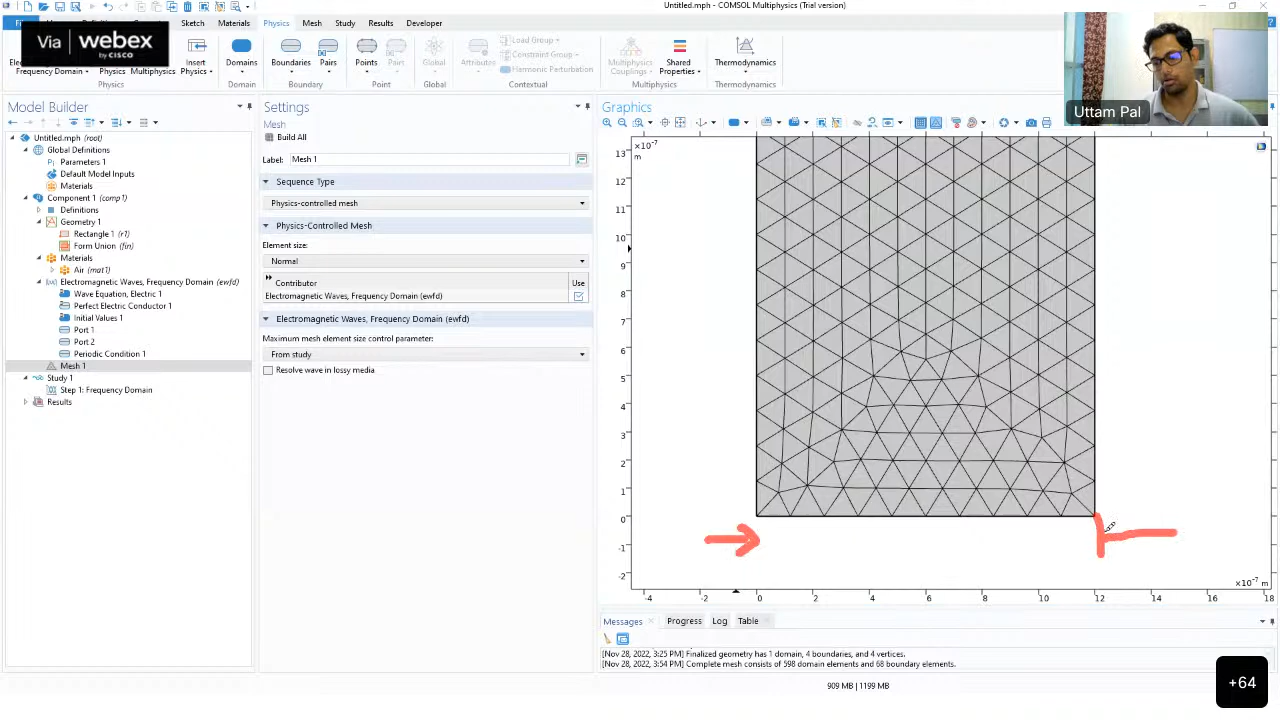 Untitled.mph - COMSOL Multiphysics (Trial version)
Via webex
by CISCO
Sketch
Materials
Physics
Mesh
Study
Results
Developer
Frequency Domain
Physics
Multiphysics
Insert
Physics
Domains
Boundaries
Pairs
Points
Pairs
Global
Load Group
Constraint Group
Harmonic Perturbation
Attributes
Multiphysics
Couplings
Shared
Properties
Thermodynamics
Physics
Domain
Boundary
Point
Global
Contextual
Multiphysics
Thermodynamics
Uttam Pal
Model Builder
Untitled.mph (root)
Global Definitions
Parameters 1
Default Model Inputs
Materials
Component 1 (comp1)
Definitions
Geometry 1
Rectangle 1 (r1)
Form Union (fin)
Materials
Air (mat1)
Electromagnetic Waves, Frequency Domain (ewfd)
Wave Equation, Electric 1
Perfect Electric Conductor 1
Initial Values 1
Port 1
Port 2
Periodic Condition 1
Mesh 1
Study 1
Step 1: Frequency Domain
Results
Settings
Mesh
Build All
Label: Mesh 1
Sequence Type
Physics-controlled mesh
Physics-Controlled Mesh
Element size:
Normal
Contributor
Use
Electromagnetic Waves, Frequency Domain (ewfd)
Electromagnetic Waves, Frequency Domain (ewfd)
Maximum mesh element size control parameter:
From study
Resolve wave in lossy media
Graphics
×10⁻⁷
m
13
12
11
10
9
8
7
6
5
4
3
2
1
0
-1
-2
×10⁻⁷ m
-4
-2
0
2
4
6
8
10
12
14
16
18
Messages
Progress
Log
Table
[Nov 28, 2022, 3:25 PM] Finalized geometry has 1 domain, 4 boundaries, and 4 vertices.
[Nov 28, 2022, 3:54 PM] Complete mesh consists of 598 domain elements and 68 boundary elements.
909 MB | 1199 MB
+64